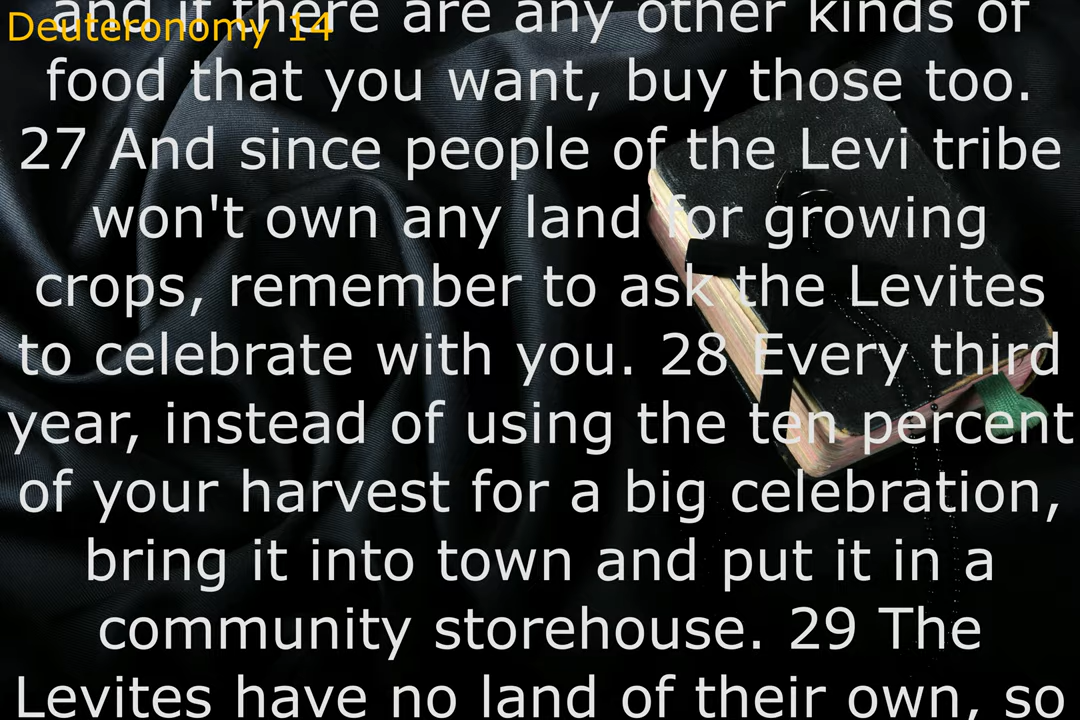 Deuteronomy 14
and if there are any other kinds of
food that you want, buy those too.
27 And since people of the Levi tribe
won't own any land for growing
crops, remember to ask the Levites
to celebrate with you. 28 Every third
year, instead of using the ten percent
of your harvest for a big celebration,
bring it into town and put it in a
community storehouse. 29 The
Levites have no land of their own, so